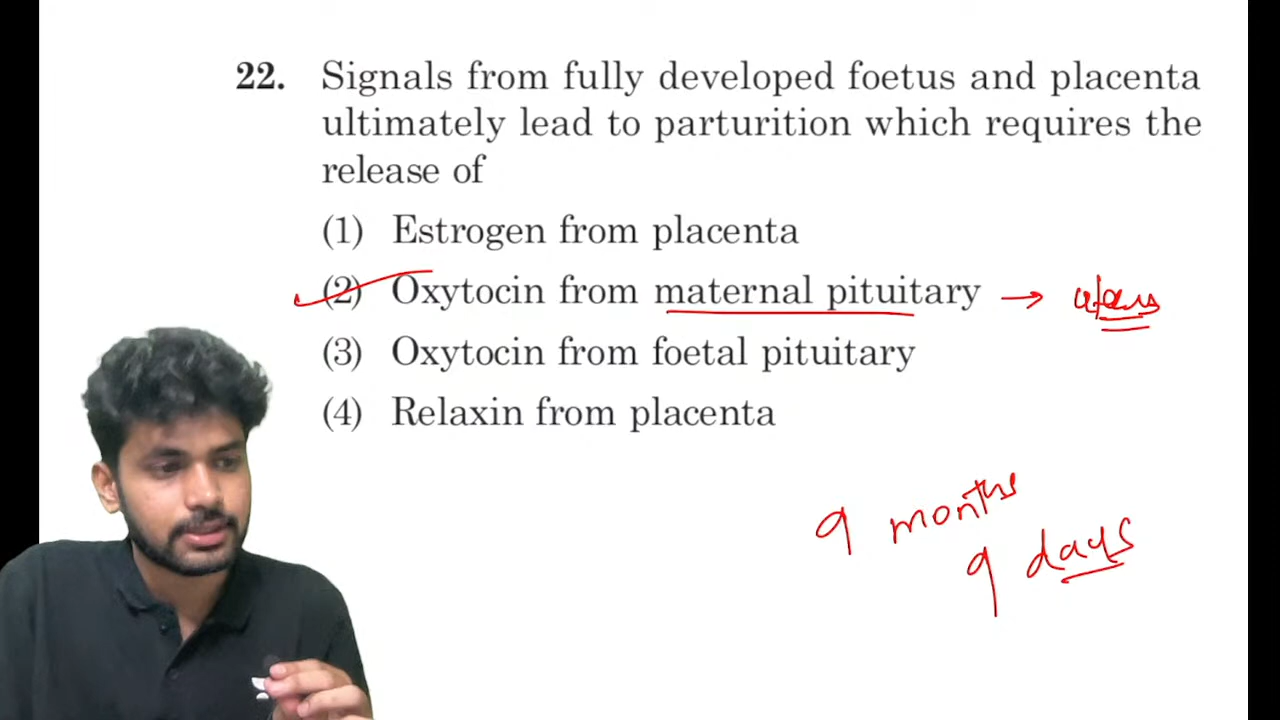 22. Signals from fully developed foetus and placenta
ultimately lead to parturition which requires the
release of
(1) Estrogen from placenta
(2) Oxytocin from maternal pituitary → uterus
(3) Oxytocin from foetal pituitary
(4) Relaxin from placenta
9 months
9 days